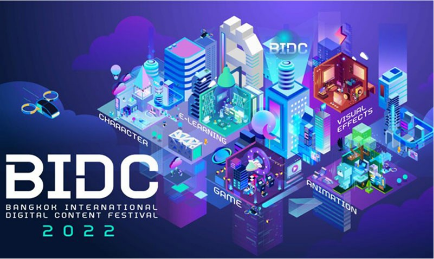 BIDC
VISUAL
EFFECTS
E-LEARNING
CHARACTER
BIDC
BANGKOK INTERNATIONAL
DIGITAL CONTENT FESTIVAL
2022
GAME
ANIMATION